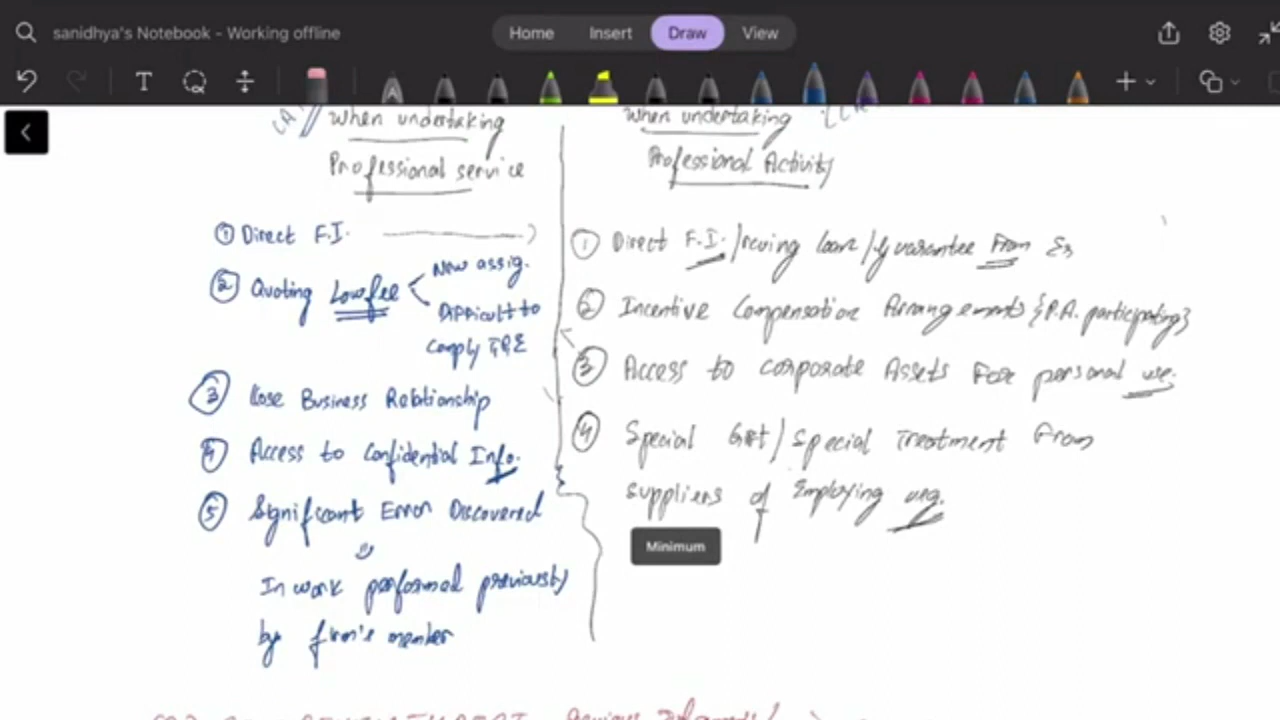 sanidhya's Notebook - Working offline
Home Insert Draw View
When undertaking
Professional service
① Direct F.I.
② Quoting Low fee
New assig.
Difficult to
comply
③ Close Business Relationship
④ Access to Confidential Info.
⑤ Significant Error Discovered
In work performed previously
by firm's member
When undertaking
Professional Activity
① Direct F.I. / loan / guarantee From
② Incentive Compensation Arrangements {P.A. participating}
③ Access to corporate Assets For personal use.
④ Special Gift / Special Treatment From
suppliers of Employing
Minimum